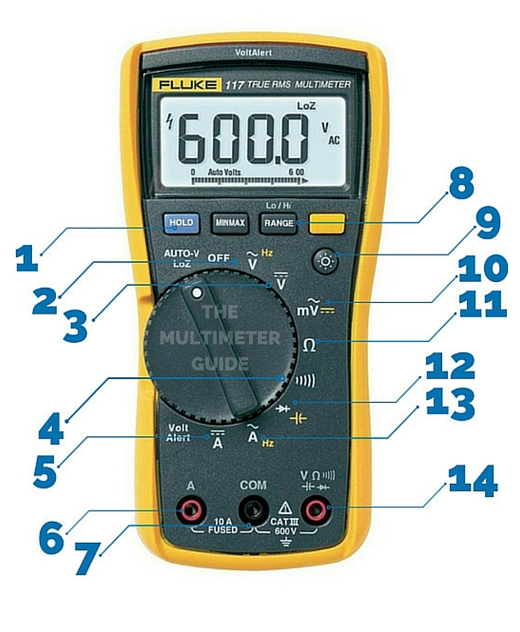 VoltAlert
FLUKE 117 TRUE RMS MULTIMETER
LoZ
600.0 V AC
0 Auto Volts 6 00
Lo / Hi
HOLD MINMAX RANGE
8
9
1
AUTO-V LoZ
OFF
V Hz
V
2
10
mV
3
THE
MULTIMETER
GUIDE
11
Ω
12
4
13
Volt
Alert
A
A Hz
5
14
A COM V Ω
6
10 A
FUSED
CAT III
600 V
7